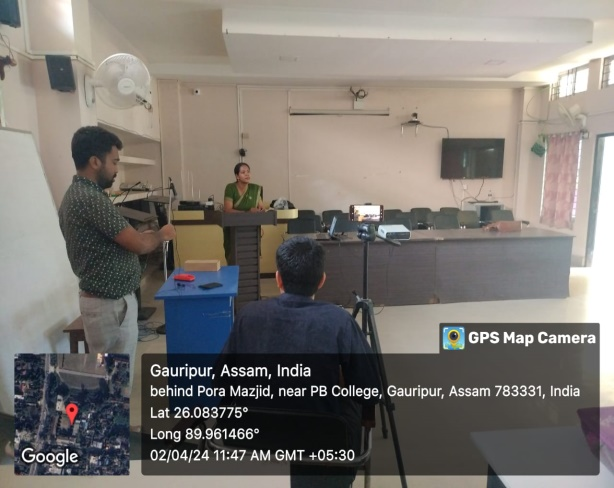 GPS Map Camera
Gauripur, Assam, India
behind Pora Mazjid, near PB College, Gauripur, Assam 783331, India
Lat 26.083775°
Long 89.961466°
02/04/24 11:47 AM GMT +05:30
Google